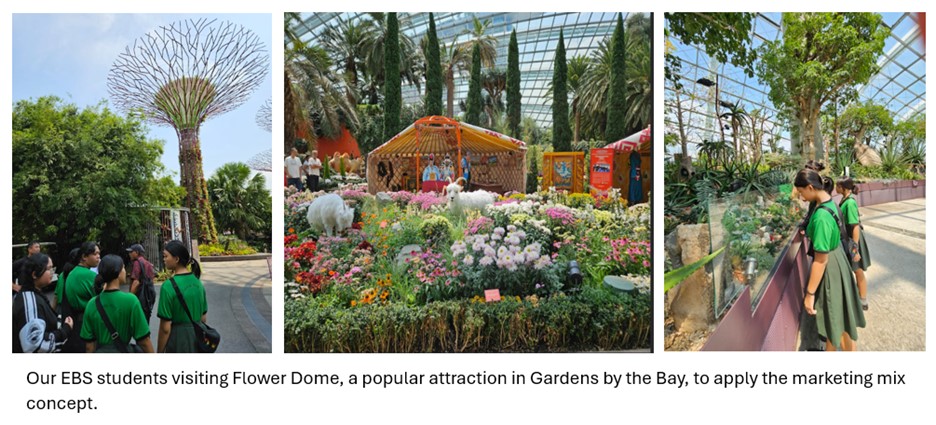 Our EBS students visiting Flower Dome, a popular attraction in Gardens by the Bay, to apply the marketing mix
concept.